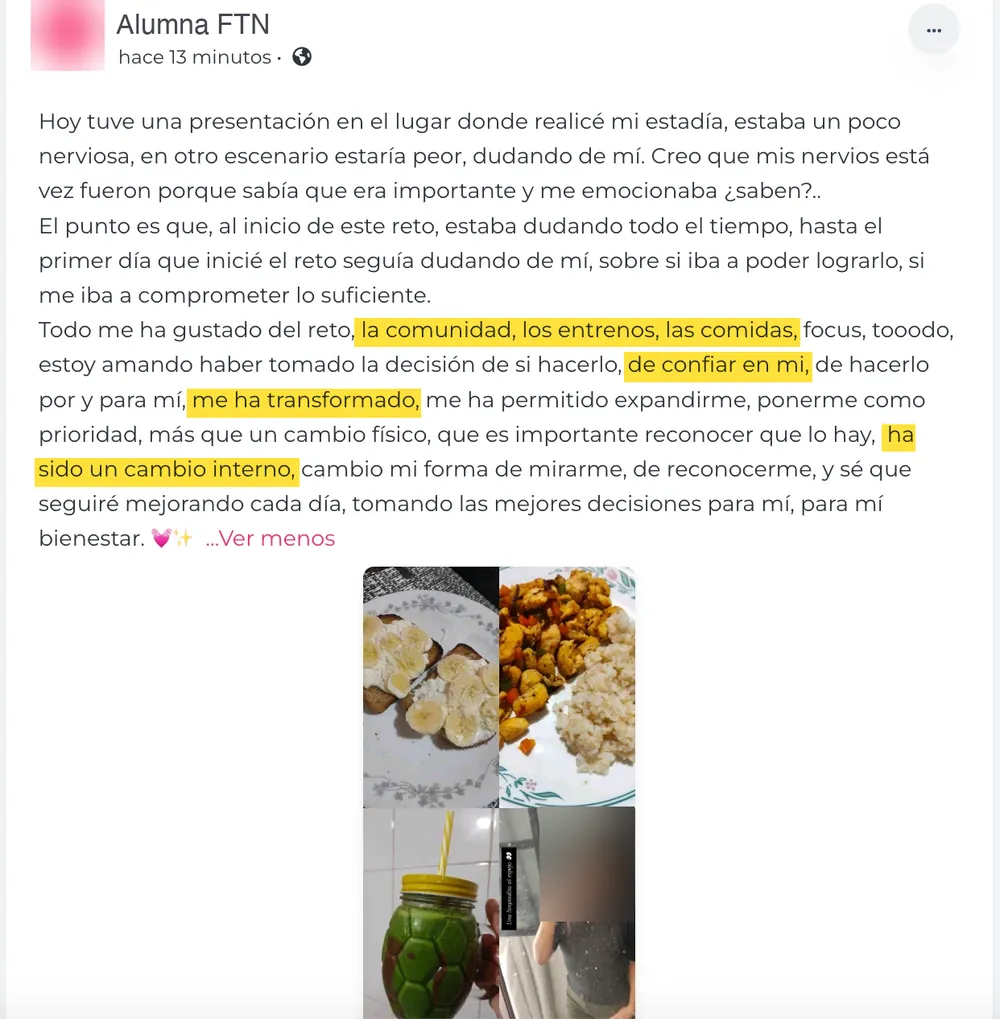 Alumna FTN
hace 13 minutos ·
Hoy tuve una presentación en el lugar donde realicé mi estadía, estaba un poco
nerviosa, en otro escenario estaría peor, dudando de mí. Creo que mis nervios está
vez fueron porque sabía que era importante y me emocionaba ¿saben?..
El punto es que, al inicio de este reto, estaba dudando todo el tiempo, hasta el
primer día que inicié el reto seguía dudando de mí, sobre si iba a poder lograrlo, si
me iba a comprometer lo suficiente.
Todo me ha gustado del reto, la comunidad, los entrenos, las comidas, focus, tooodo,
estoy amando haber tomado la decisión de si hacerlo, de confiar en mi, de hacerlo
por y para mí, me ha transformado, me ha permitido expandirme, ponerme como
prioridad, más que un cambio físico, que es importante reconocer que lo hay, ha
sido un cambio interno, cambio mi forma de mirarme, de reconocerme, y sé que
seguiré mejorando cada día, tomando las mejores decisiones para mí, para mí
bienestar. 💓✨ ...Ver menos